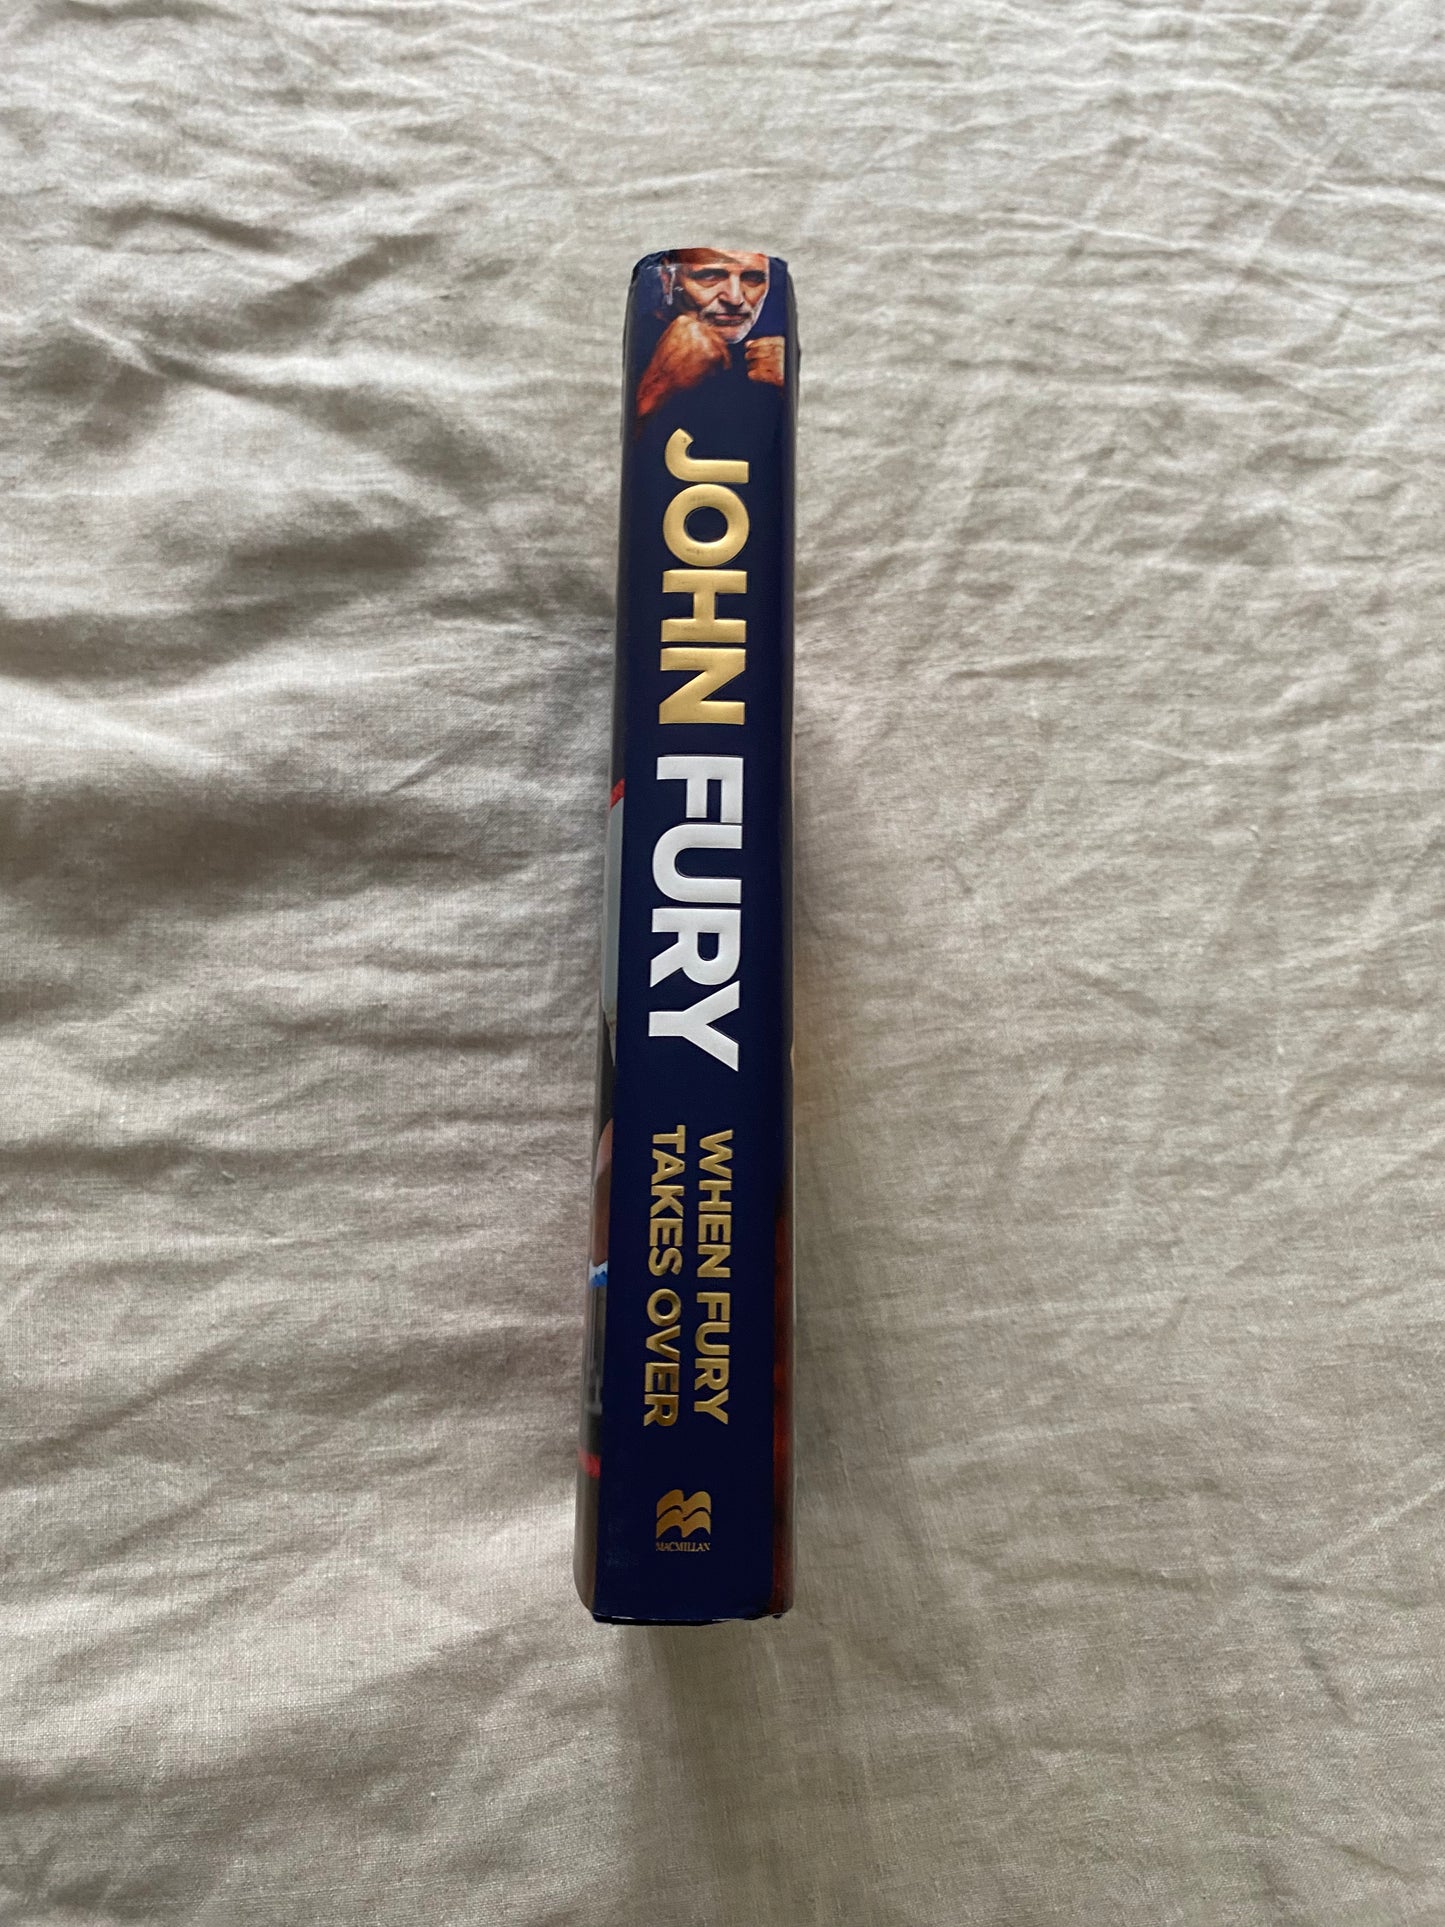 JOHN FURY
WHEN FURY
TAKES OVER
MACMILLAN